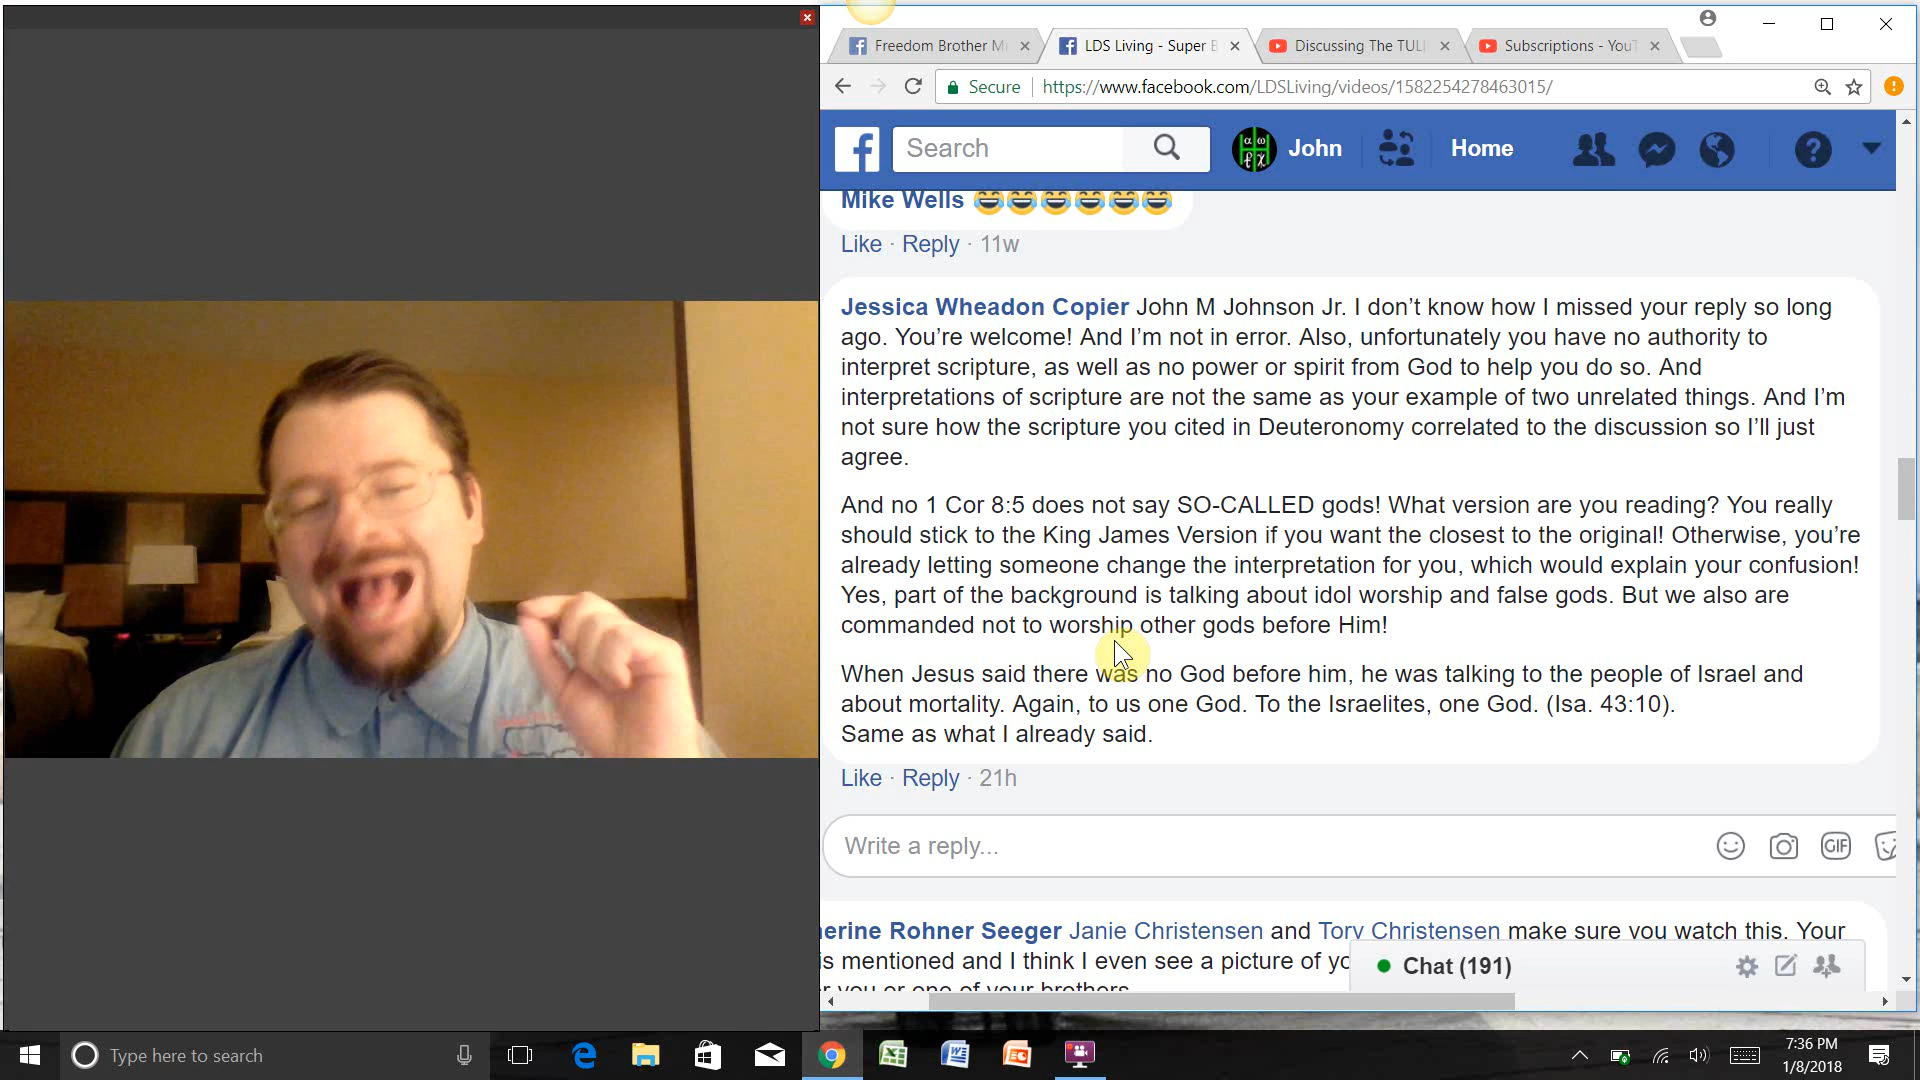 Freedom Brother M
LDS Living - Super B
Discussing The TULI
Subscriptions - YouT
Secure
https://www.facebook.com/LDSLiving/videos/1582254278463015/
Search
John
Home
Mike Wells 😂😂😂😂😂😂
Like · Reply · 11w
Jessica Wheadon Copier John M Johnson Jr. I don’t know how I missed your reply so long
ago. You’re welcome! And I’m not in error. Also, unfortunately you have no authority to
interpret scripture, as well as no power or spirit from God to help you do so. And
interpretations of scripture are not the same as your example of two unrelated things. And I’m
not sure how the scripture you cited in Deuteronomy correlated to the discussion so I’ll just
agree.
And no 1 Cor 8:5 does not say SO-CALLED gods! What version are you reading? You really
should stick to the King James Version if you want the closest to the original! Otherwise, you’re
already letting someone change the interpretation for you, which would explain your confusion!
Yes, part of the background is talking about idol worship and false gods. But we also are
commanded not to worship other gods before Him!
When Jesus said there was no God before him, he was talking to the people of Israel and
about mortality. Again, to us one God. To the Israelites, one God. (Isa. 43:10).
Same as what I already said.
Like · Reply · 21h
Write a reply...
GIF
herine Rohner Seeger Janie Christensen and Tory Christensen make sure you watch this. Your
is mentioned and I think I even see a picture of yo
r you or one of your brothers
Chat (191)
Type here to search
7:36 PM
1/8/2018